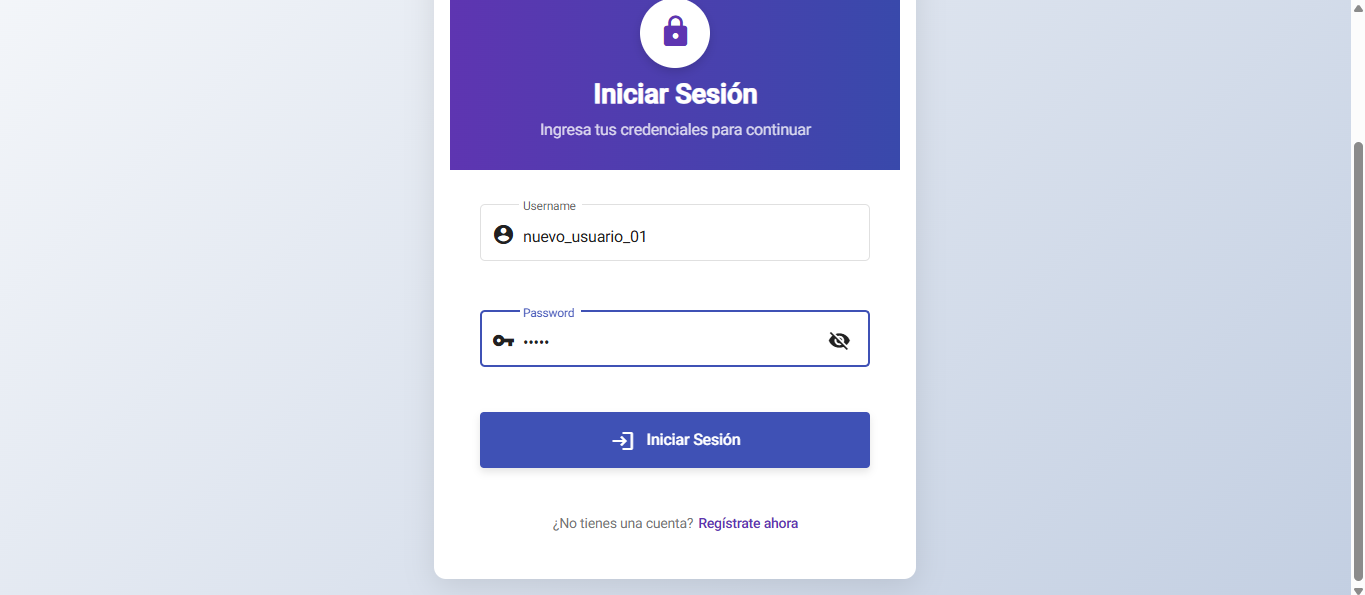 Iniciar Sesión
Ingresa tus credenciales para continuar
Username
nuevo_usuario_01
Password
•••••
Iniciar Sesión
¿No tienes una cuenta? Regístrate ahora